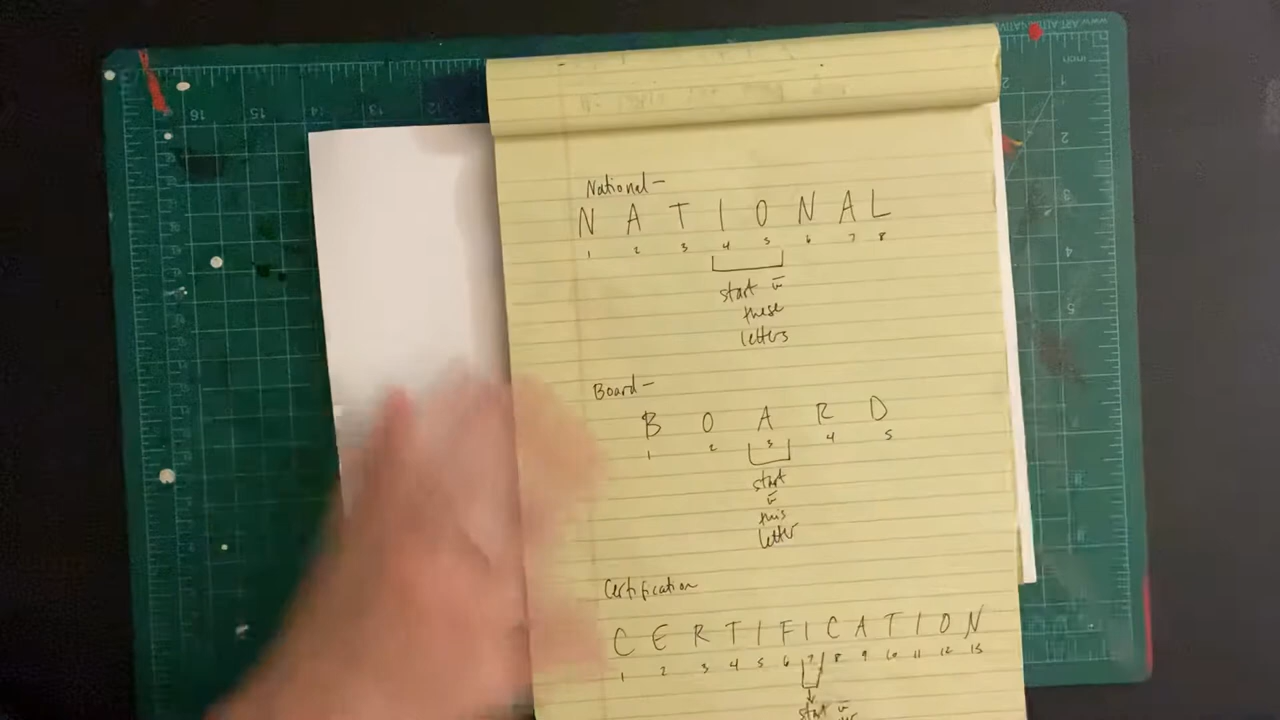 National-
N A T I O N A L
1 2 3 4 5 6 7 8
start w̄
these
letters
Board-
B O A R D
1 2 3 4 5
start
w̄
this
letter
Certification
C E R T I F I C A T I O N
1 2 3 4 5 6 7 8 9 10 11 12 13
start w̄